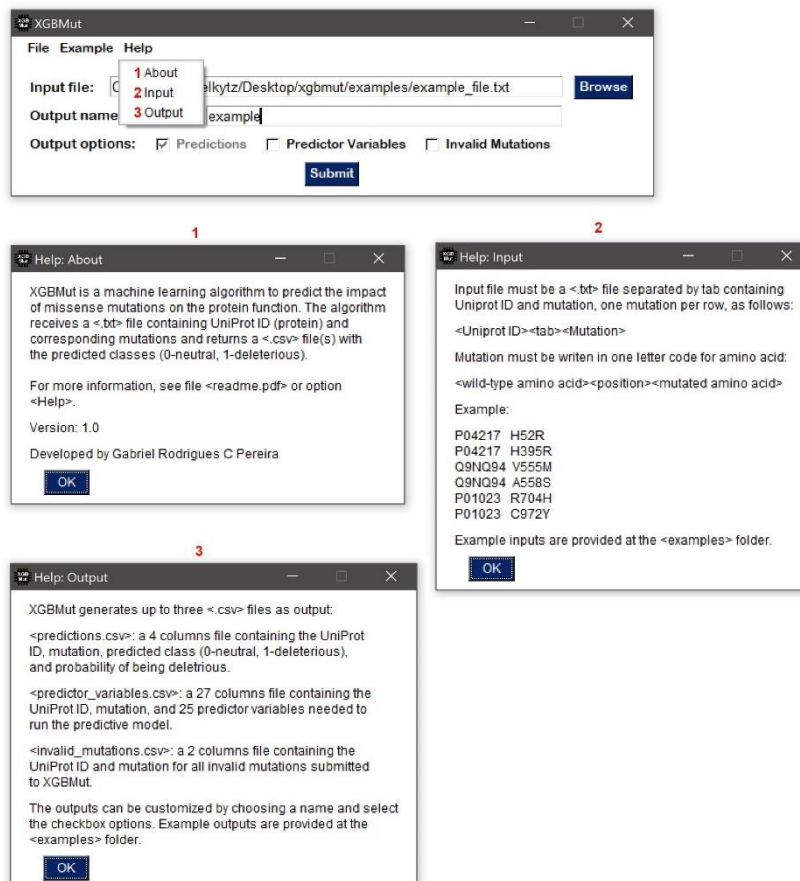 XGBMut
File Example Help
1 About
Input file: C elkytz/Desktop/xgbmut/examples/example_file.txt Browse
2 Input
Output name 3 Output example
Output options: Predictions Predictor Variables Invalid Mutations
Submit
1
Help: About
XGBMut is a machine learning algorithm to predict the impact
of missense mutations on the protein function. The algorithm
receives a <.txt> file containing UniProt ID (protein) and
corresponding mutations and returns a <.csv> file(s) with
the predicted classes (0-neutral, 1-deleterious).
For more information, see file <readme.pdf> or option
<Help>.
Version: 1.0
Developed by Gabriel Rodrigues C Pereira
OK
2
Help: Input
Input file must be a <.txt> file separated by tab containing
Uniprot ID and mutation, one mutation per row, as follows:
<Uniprot ID><tab><Mutation>
Mutation must be writen in one letter code for amino acid:
<wild-type amino acid><position><mutated amino acid>
Example:
P04217 H52R
P04217 H395R
Q9NQ94 V555M
Q9NQ94 A558S
P01023 R704H
P01023 C972Y
Example inputs are provided at the <examples> folder.
OK
3
Help: Output
XGBMut generates up to three <.csv> files as output:
<predictions.csv>: a 4 columns file containing the UniProt
ID, mutation, predicted class (0-neutral, 1-deleterious),
and probability of being deletrious.
<predictor_variables.csv>: a 27 columns file containing the
UniProt ID, mutation, and 25 predictor variables needed to
run the predictive model.
<invalid_mutations.csv>: a 2 columns file containing the
UniProt ID and mutation for all invalid mutations submitted
to XGBMut.
The outputs can be customized by choosing a name and select
the checkbox options. Example outputs are provided at the
<examples> folder.
OK